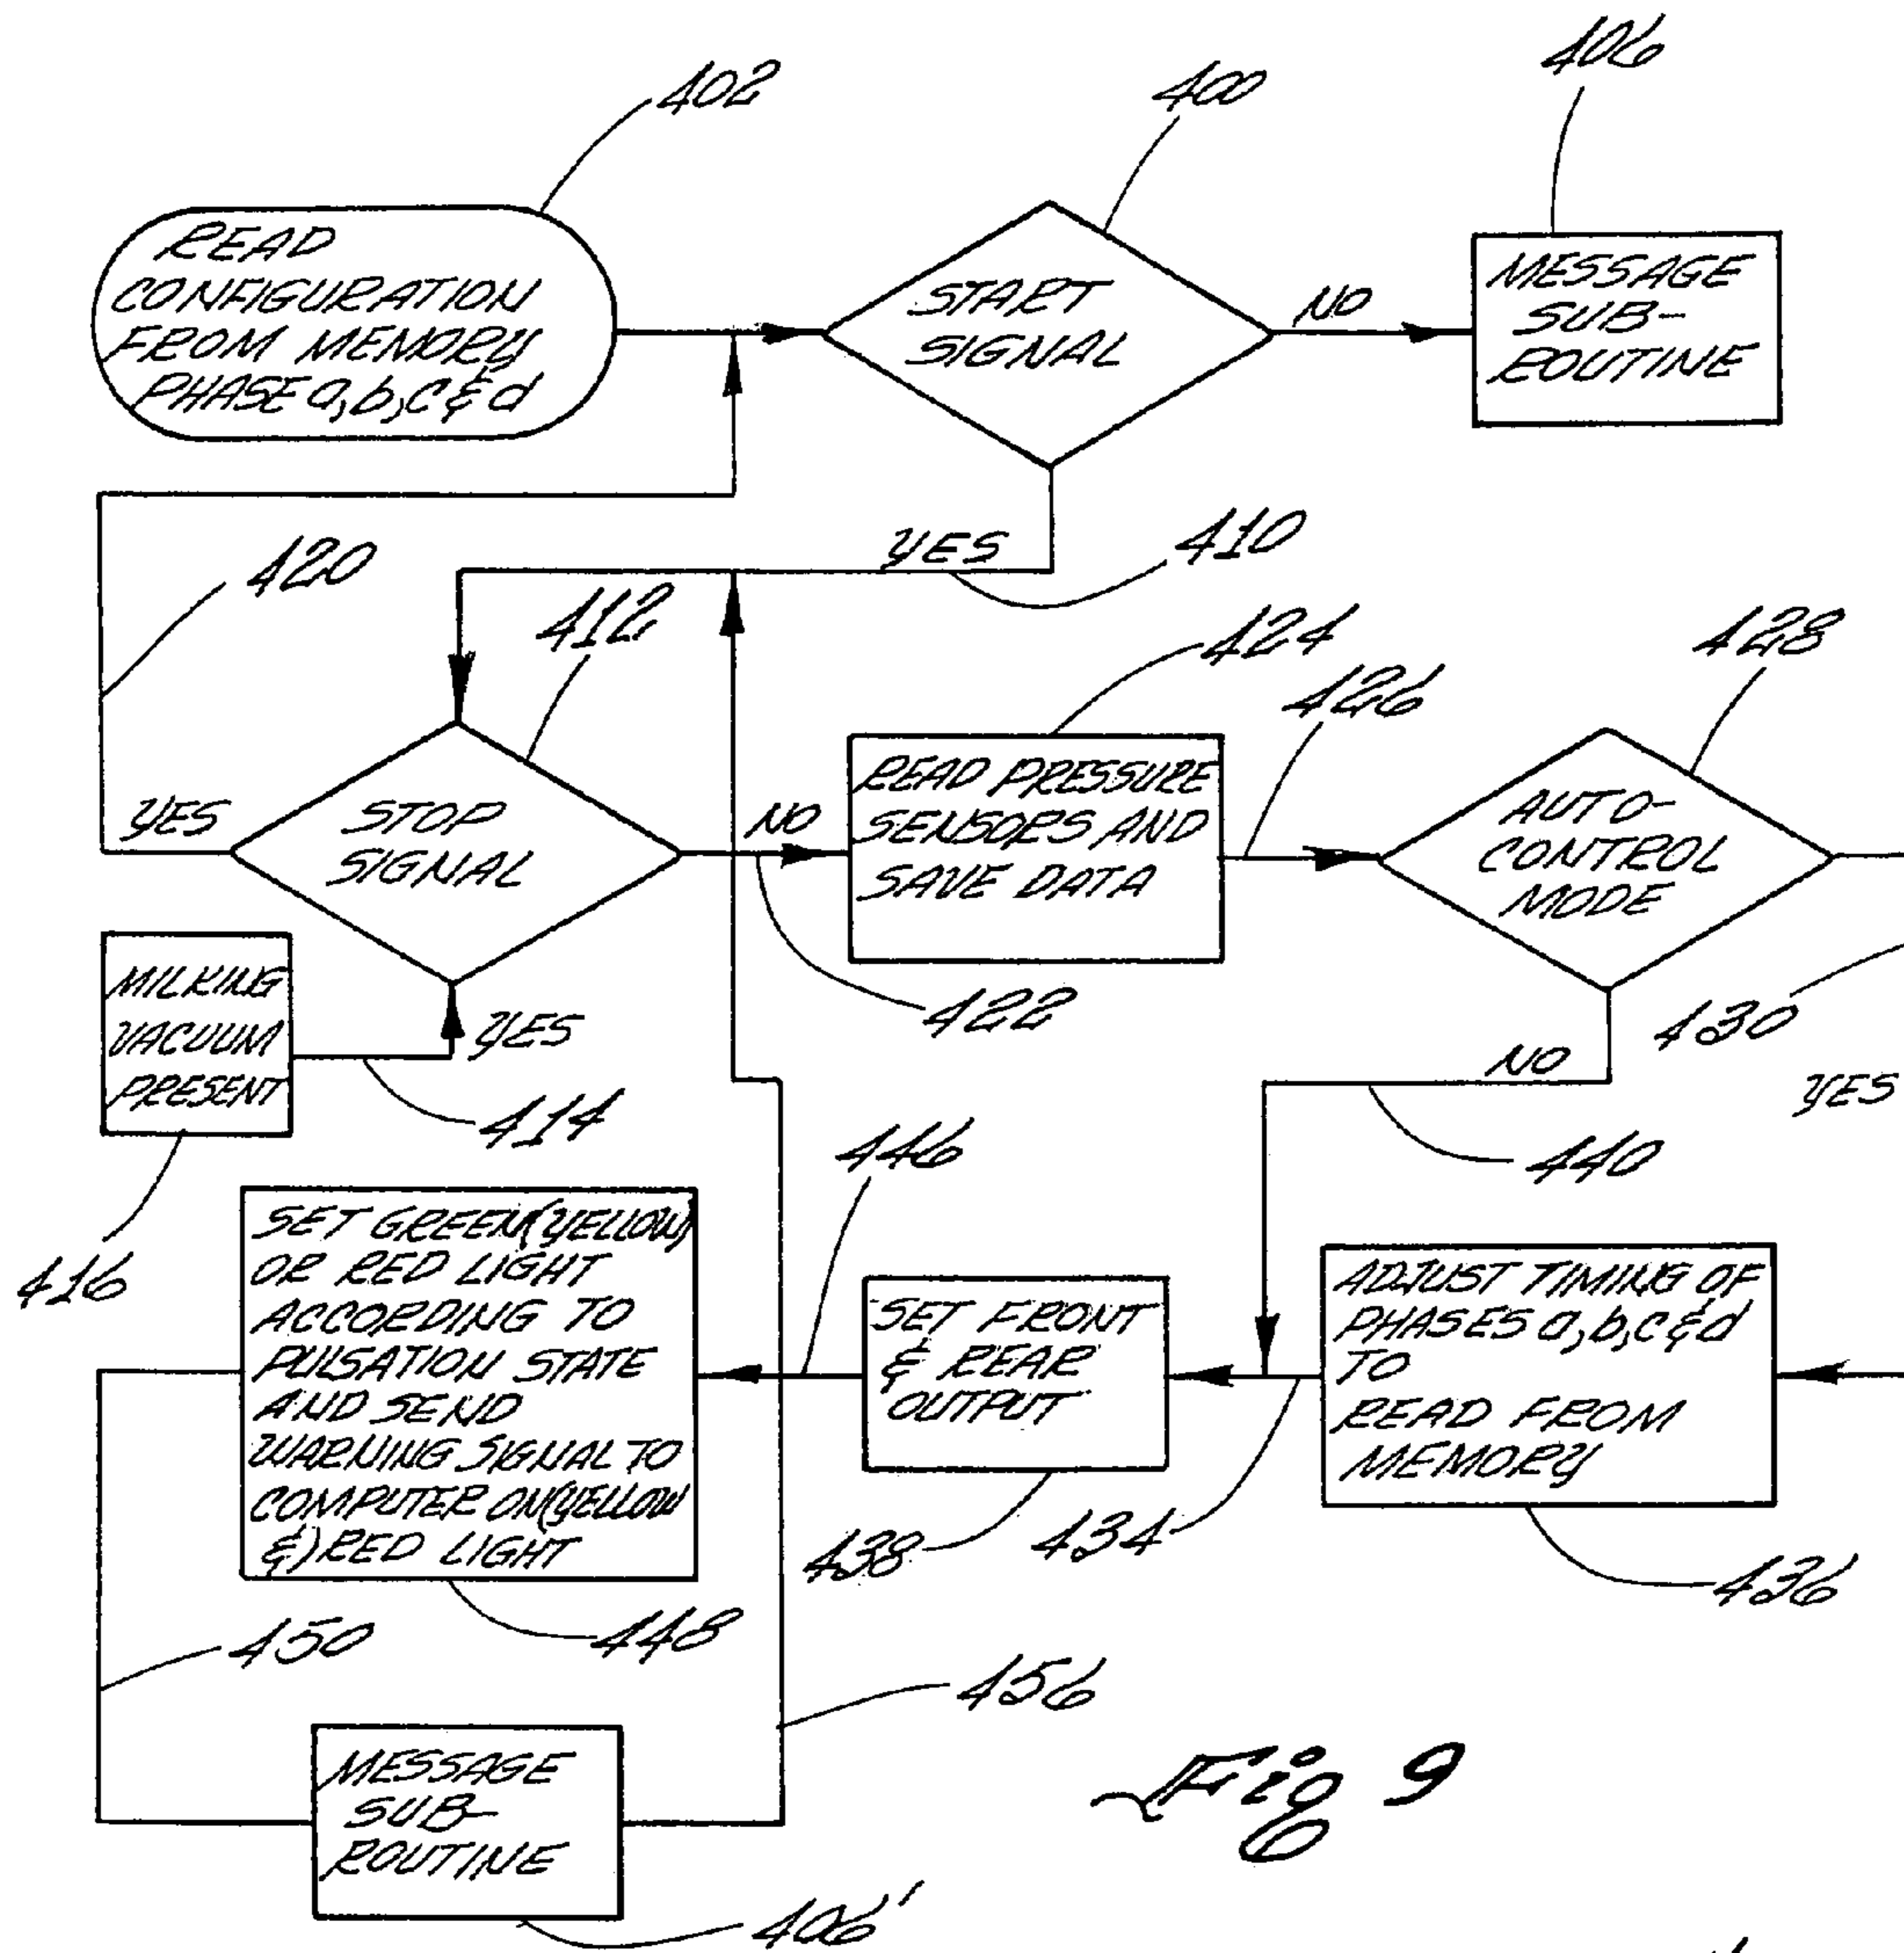 402
400
406
READ
CONFIGURATION
FROM MEMORY
PHASE a,b,c & d
START
SIGNAL
NO
MESSAGE
SUB-
ROUTINE
YES
410
420
412
424
428
426
YES
STOP
SIGNAL
NO
READ PRESSURE
SENSORS AND
SAVE DATA
AUTO-
CONTROL
MODE
422
430
MILKING
VACUUM
PRESENT
YES
414
NO
YES
446
440
416
SET GREEN(YELLOW)
OR RED LIGHT
ACCORDING TO
PULSATION STATE
AND SEND
WARNING SIGNAL TO
COMPUTER ON(YELLOW
&)RED LIGHT
SET FRONT
& REAR
OUTPUT
ADJUST TIMING OF
PHASES a,b,c & d
TO
READ FROM
MEMORY
438
434
436
450
448
456
MESSAGE
SUB-
ROUTINE
Fig 9
406'